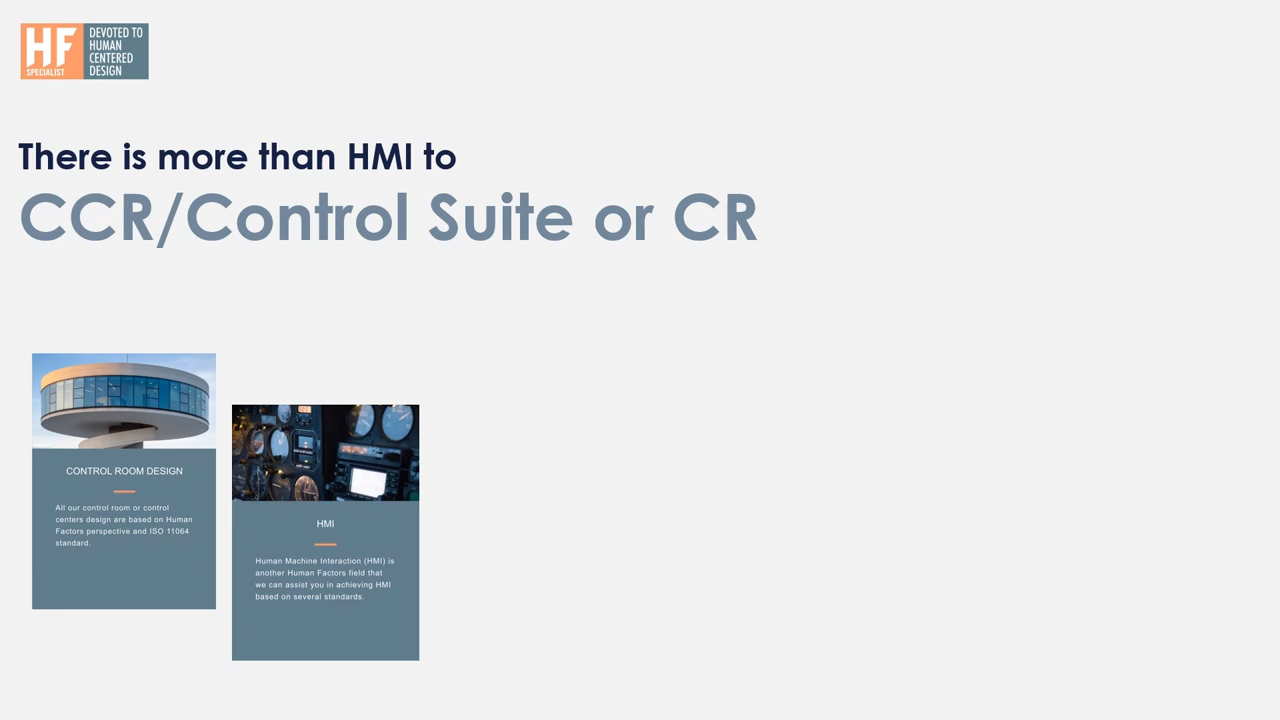 HF
SPECIALIST
DEVOTED TO
HUMAN
CENTERED
DESIGN
There is more than HMI to
CCR/Control Suite or CR
CONTROL ROOM DESIGN
All our control room or control
centers design are based on Human
Factors perspective and ISO 11064
standard.
HMI
Human Machine Interaction (HMI) is
another Human Factors field that
we can assist you in achieving HMI
based on several standards.